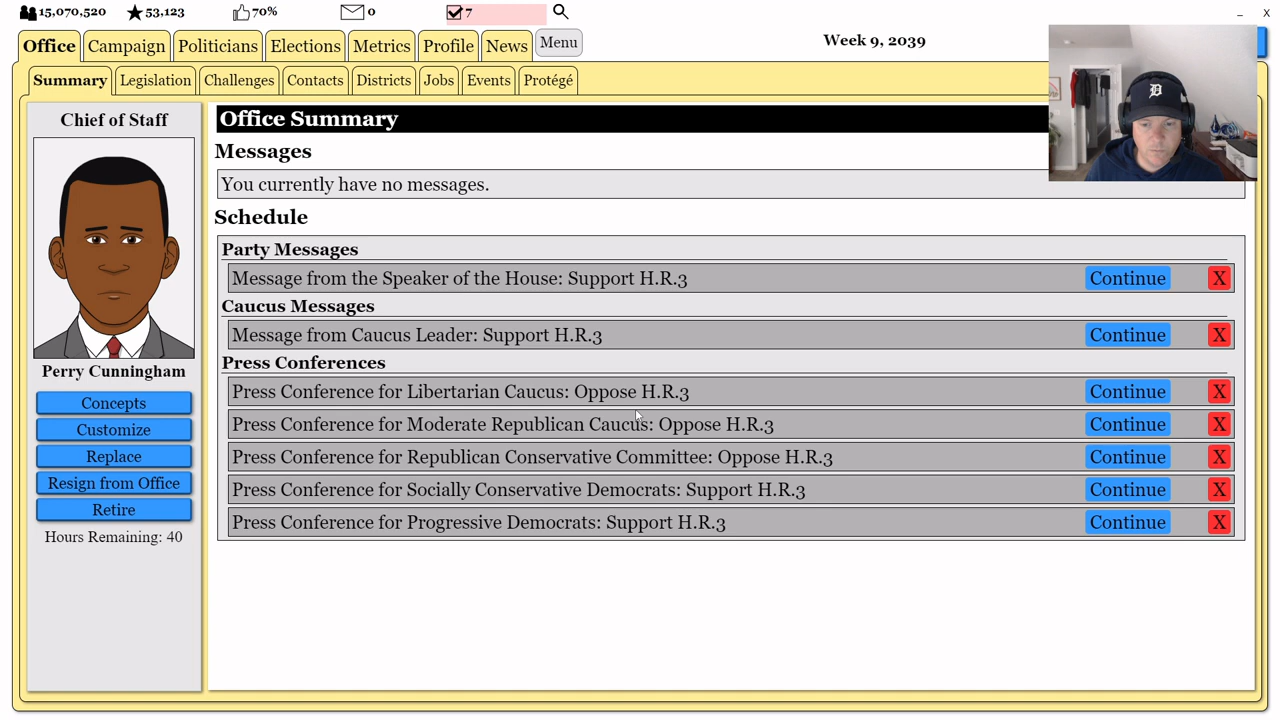 15,070,520 53,123 70% 0 7
_ X
Office Campaign Politicians Elections Metrics Profile News Menu
Week 9, 2039
Summary Legislation Challenges Contacts Districts Jobs Events Protégé
Chief of Staff
Perry Cunningham
Concepts
Customize
Replace
Resign from Office
Retire
Hours Remaining: 40
Office Summary
Messages
You currently have no messages.
Schedule
Party Messages
Message from the Speaker of the House: Support H.R.3 Continue X
Caucus Messages
Message from Caucus Leader: Support H.R.3 Continue X
Press Conferences
Press Conference for Libertarian Caucus: Oppose H.R.3 Continue X
Press Conference for Moderate Republican Caucus: Oppose H.R.3 Continue X
Press Conference for Republican Conservative Committee: Oppose H.R.3 Continue X
Press Conference for Socially Conservative Democrats: Support H.R.3 Continue X
Press Conference for Progressive Democrats: Support H.R.3 Continue X